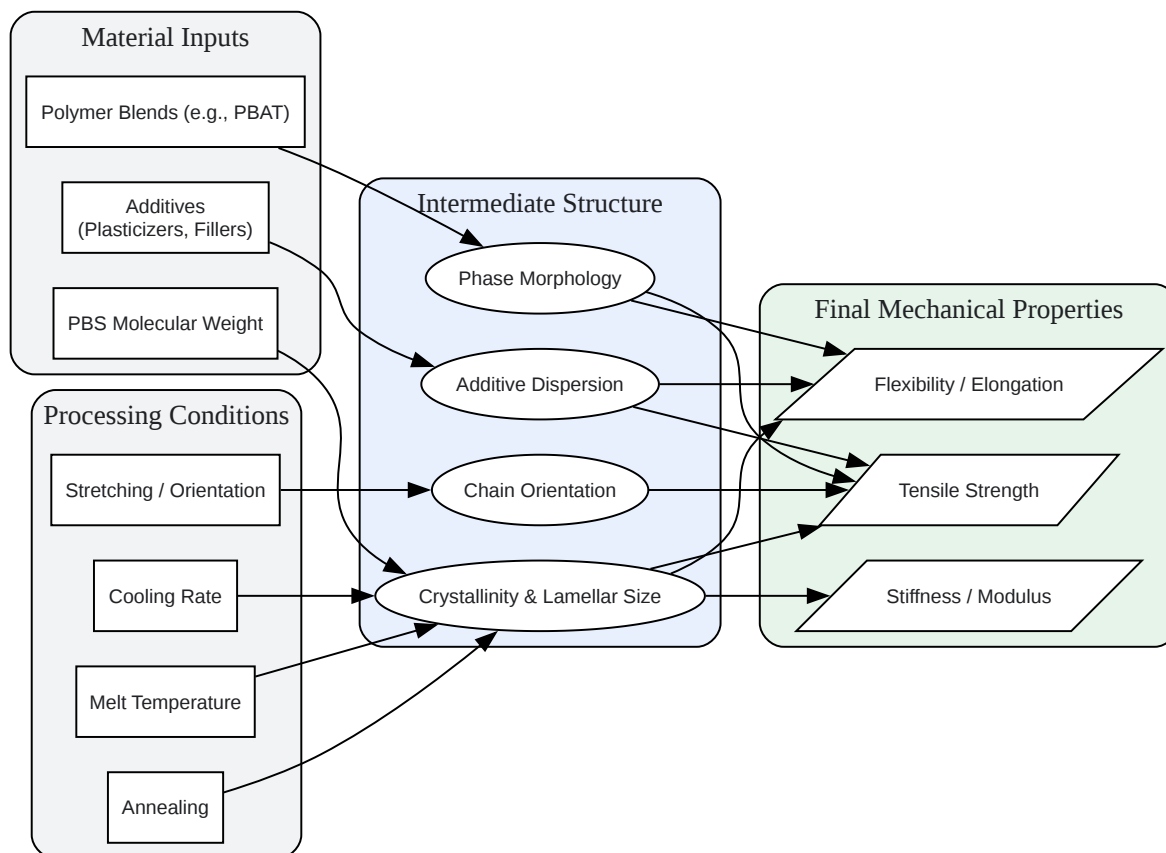 Material Inputs
Polymer Blends (e.g., PBAT)
Additives
(Plasticizers, Fillers)
PBS Molecular Weight
Processing Conditions
Stretching / Orientation
Cooling Rate
Melt Temperature
Annealing
Intermediate Structure
Phase Morphology
Additive Dispersion
Chain Orientation
Crystallinity & Lamellar Size
Final Mechanical Properties
Flexibility / Elongation
Tensile Strength
Stiffness / Modulus